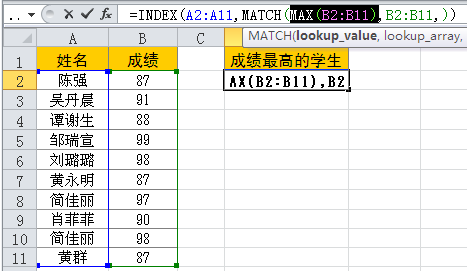 =INDEX(A2:A11,MATCH(MAX(B2:B11),B2:B11,))
MATCH(lookup_value, lookup_array,
A B C D E
1 姓名 成绩 成绩最高的学生
2 陈强 87 AX(B2:B11),B2
3 吴丹晨 91
4 谭谢生 88
5 邹瑞宣 99
6 刘璐璐 98
7 黄永明 87
8 简佳丽 97
9 肖菲菲 90
10 简佳丽 98
11 黄群 87